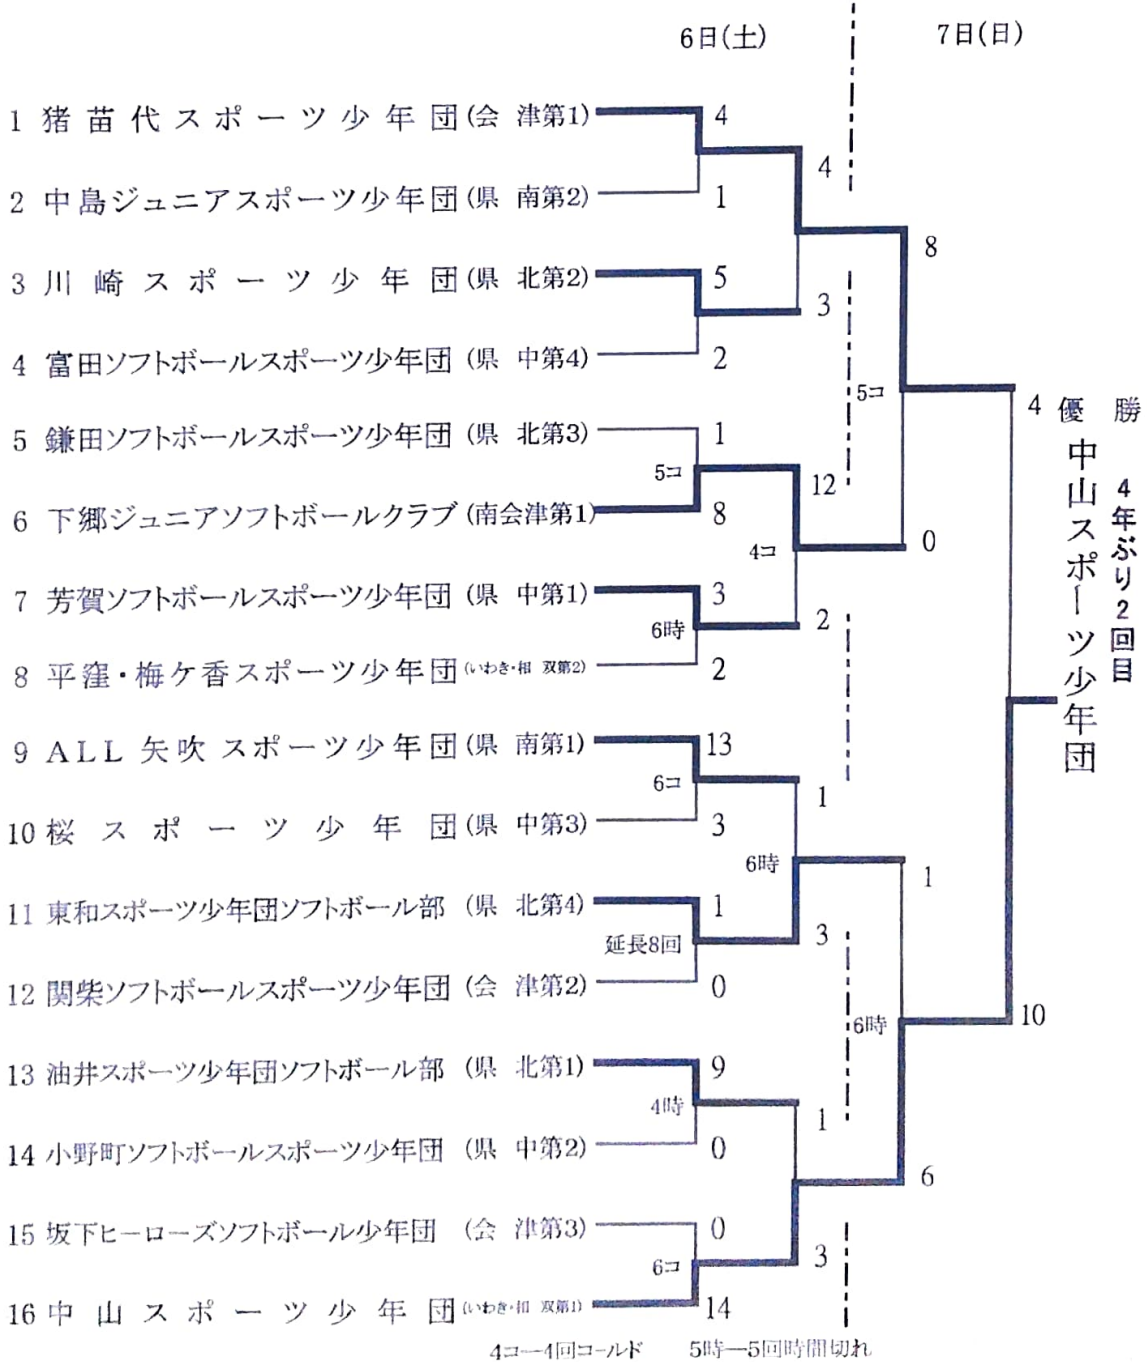 6日(土) 7日(日)
1 猪苗代スポーツ少年団(会 津第1) 4
4
2 中島ジュニアスポーツ少年団(県 南第2) 1
8
3 川崎スポーツ少年団(県 北第2) 5
3
4 富田ソフトボールスポーツ少年団(県 中第4) 2
5コ
4
5 鎌田ソフトボールスポーツ少年団(県 北第3) 1
5コ
12
6 下郷ジュニアソフトボールクラブ(南会津第1) 8
4コ
0
7 芳賀ソフトボールスポーツ少年団(県 中第1) 3
6時
2
8 平窪・梅ケ香スポーツ少年団(いわき・相 双第2) 2
9 ALL矢吹スポーツ少年団(県 南第1) 13
6コ
1
10 桜スポーツ少年団(県 中第3) 3
6時
1
11 東和スポーツ少年団ソフトボール部(県 北第4) 1
延長8回
3
12 関柴ソフトボールスポーツ少年団(会 津第2) 0
6時
10
13 油井スポーツ少年団ソフトボール部(県 北第1) 9
4時
1
14 小野町ソフトボールスポーツ少年団(県 中第2) 0
6
15 坂下ヒーローズソフトボール少年団(会 津第3) 0
6コ
3
16 中山スポーツ少年団(いわき・相 双第1) 14
優勝
中山スポーツ少年団
4年ぶり2回目
4コ―4回コールド 5時―5回時間切れ